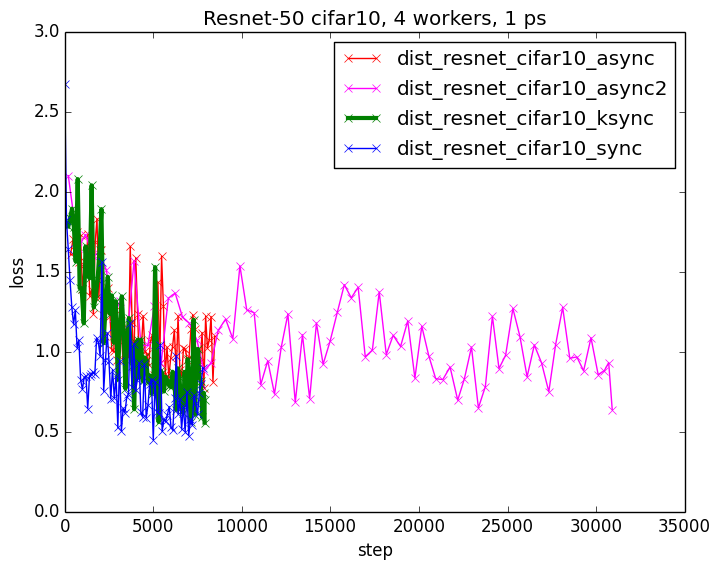 Resnet-50 cifar10, 4 workers, 1 ps
3.0
2.5
2.0
1.5
1.0
0.5
0.0
loss
dist_resnet_cifar10_async
dist_resnet_cifar10_async2
dist_resnet_cifar10_ksync
dist_resnet_cifar10_sync
0 5000 10000 15000 20000 25000 30000 35000
step